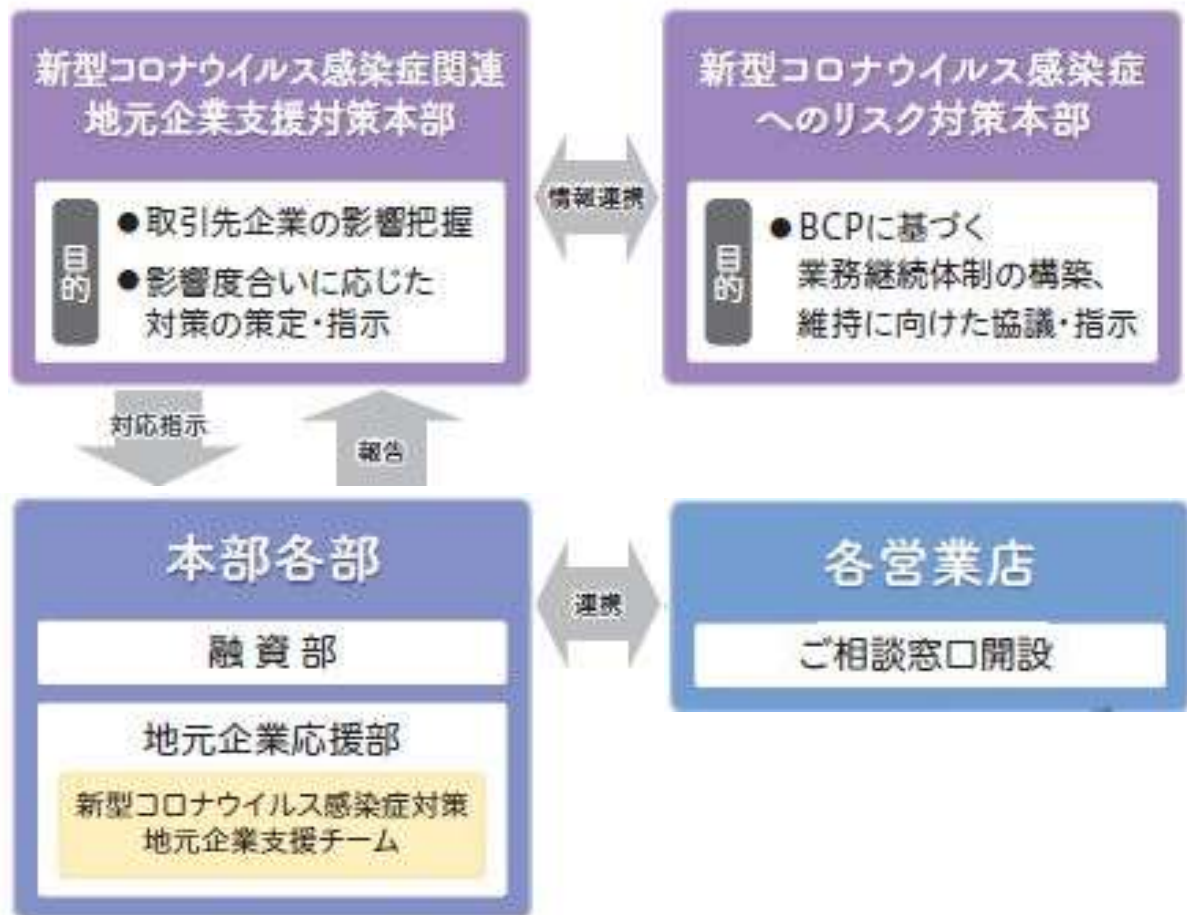 新型コロナウイルス感染症関連
地元企業支援対策本部
目的
●取引先企業の影響把握
●影響度合いに応じた
対策の策定・指示
情報連携
新型コロナウイルス感染症
へのリスク対策本部
目的
●BCPに基づく
業務継続体制の構築、
維持に向けた協議・指示
対応指示
報告
本部各部
融資部
地元企業応援部
新型コロナウイルス感染症対策
地元企業支援チーム
連携
各営業店
ご相談窓口開設